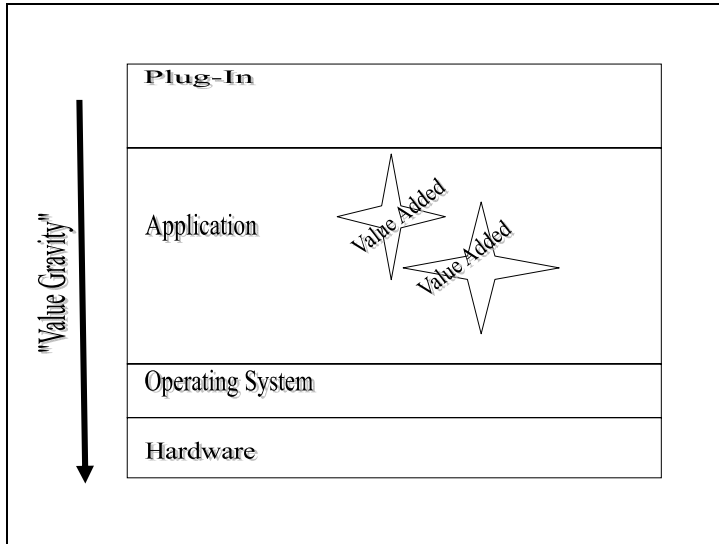 Plug-In
Application
Value Added
Value Added
"Value Gravity"
Operating System
Hardware